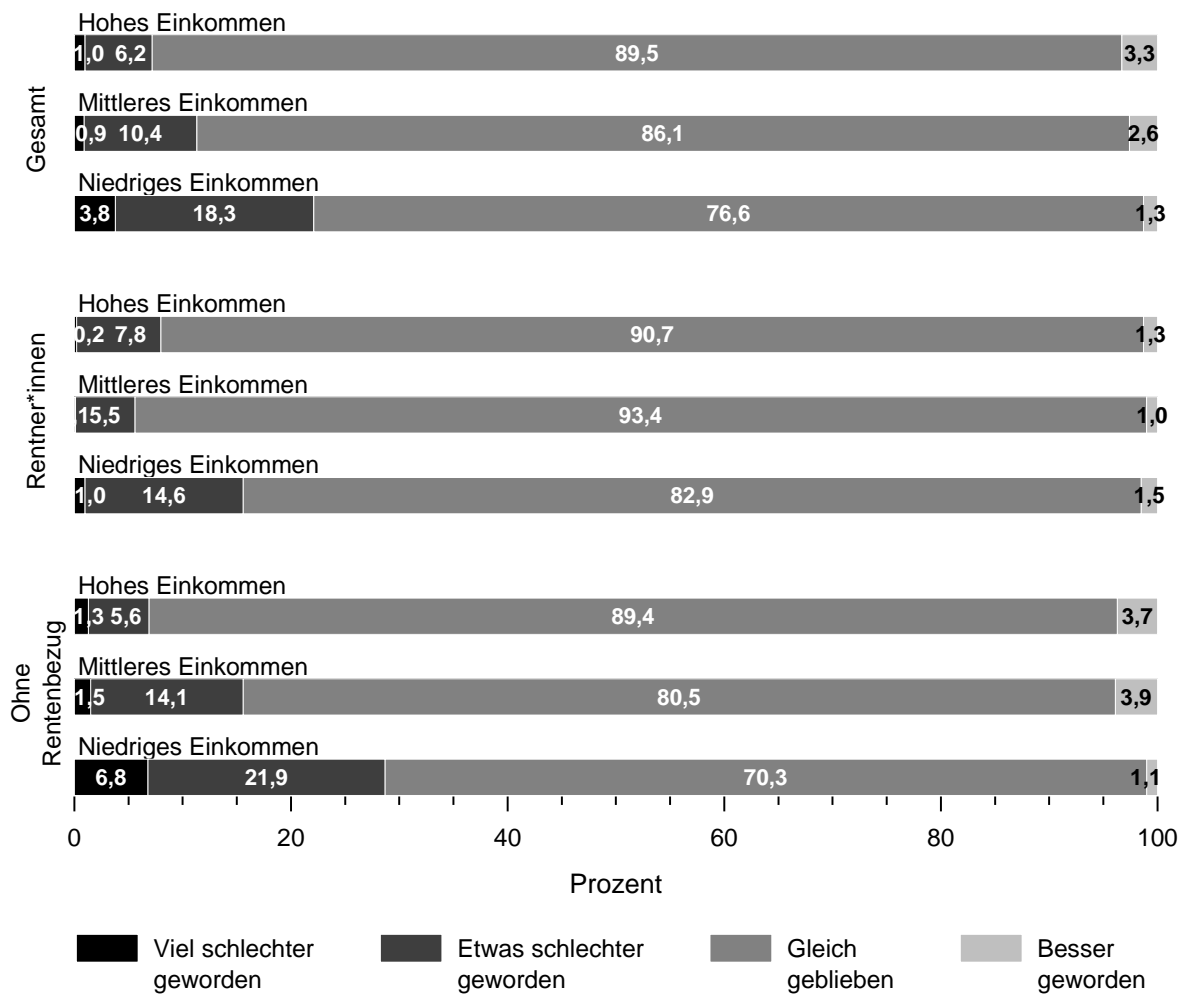 Gesamt
Hohes Einkommen
1,0 6,2 89,5 3,3
Mittleres Einkommen
0,9 10,4 86,1 2,6
Niedriges Einkommen
3,8 18,3 76,6 1,3
Rentner*innen
Hohes Einkommen
0,2 7,8 90,7 1,3
Mittleres Einkommen
,15,5 93,4 1,0
Niedriges Einkommen
1,0 14,6 82,9 1,5
Ohne
Rentenbezug
Hohes Einkommen
1,3 5,6 89,4 3,7
Mittleres Einkommen
1,5 14,1 80,5 3,9
Niedriges Einkommen
6,8 21,9 70,3 1,1
0 20 40 60 80 100
Prozent
Viel schlechter
geworden
Etwas schlechter
geworden
Gleich
geblieben
Besser
geworden